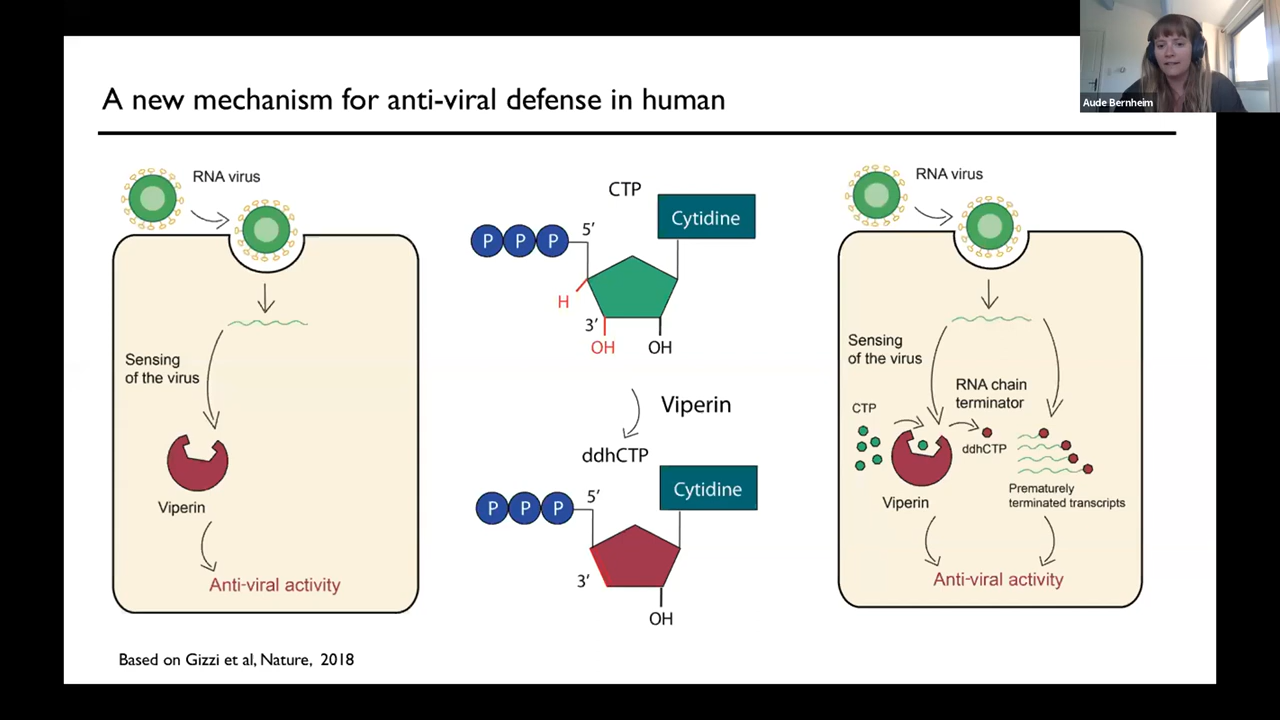 A new mechanism for anti-viral defense in human
Aude Bernheim
RNA virus
Sensing
of the virus
Viperin
Anti-viral activity
CTP
Cytidine
P P P
5’
H
3’
OH
OH
Viperin
ddhCTP
Cytidine
P P P
5’
3’
OH
RNA virus
Sensing
of the virus
RNA chain
terminator
CTP
ddhCTP
Viperin
Prematurely
terminated transcripts
Anti-viral activity
Based on Gizzi et al, Nature, 2018